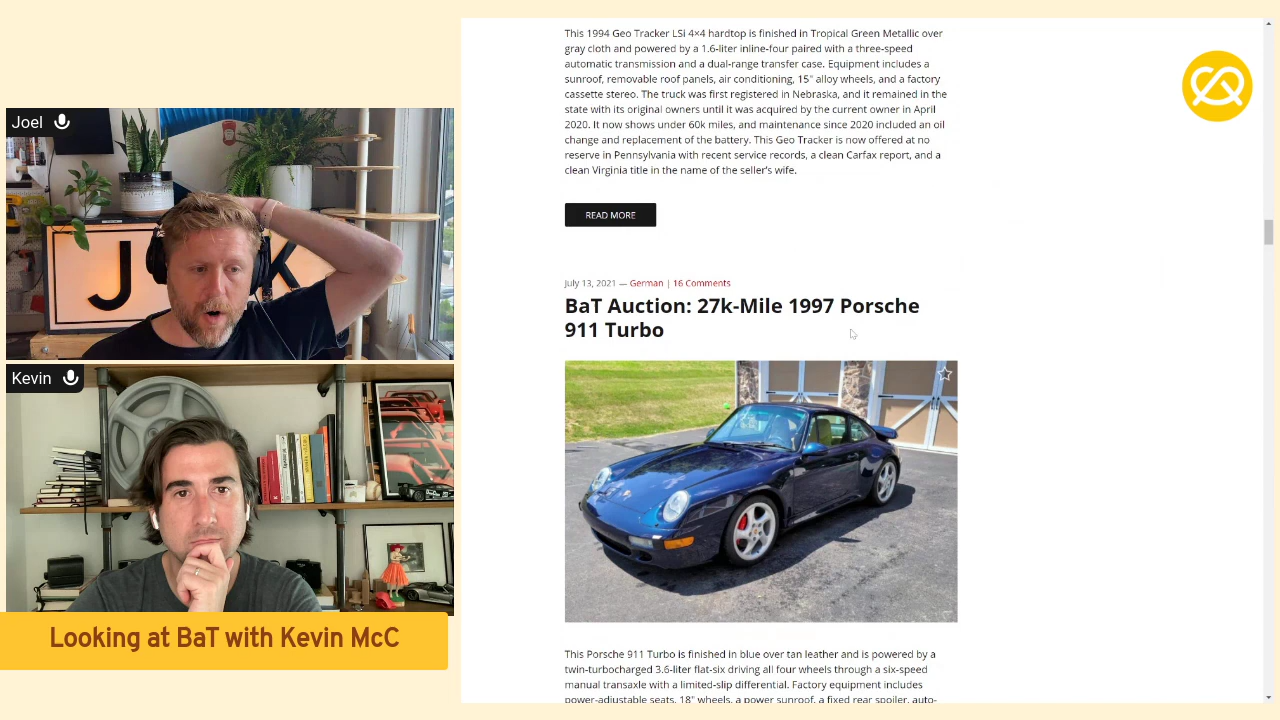 Joel
J K
Kevin
Looking at BaT with Kevin McC
This 1994 Geo Tracker LSi 4×4 hardtop is finished in Tropical Green Metallic over
gray cloth and powered by a 1.6-liter inline-four paired with a three-speed
automatic transmission and a dual-range transfer case. Equipment includes a
sunroof, removable roof panels, air conditioning, 15" alloy wheels, and a factory
cassette stereo. The truck was first registered in Nebraska, and it remained in the
state with its original owners until it was acquired by the current owner in April
2020. It now shows under 60k miles, and maintenance since 2020 included an oil
change and replacement of the battery. This Geo Tracker is now offered at no
reserve in Pennsylvania with recent service records, a clean Carfax report, and a
clean Virginia title in the name of the seller's wife.
READ MORE
July 13, 2021 — German | 16 Comments
BaT Auction: 27k-Mile 1997 Porsche
911 Turbo
This Porsche 911 Turbo is finished in blue over tan leather and is powered by a
twin-turbocharged 3.6-liter flat-six driving all four wheels through a six-speed
manual transaxle with a limited-slip differential. Factory equipment includes
power-adjustable seats, 18" wheels, a power sunroof, a fixed rear spoiler, auto-